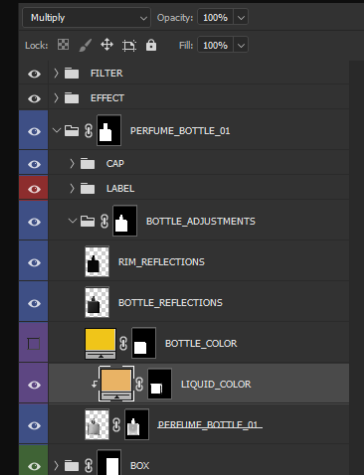 Multiply Opacity: 100%
Lock: Fill: 100%
FILTER
EFFECT
PERFUME_BOTTLE_01
CAP
LABEL
BOTTLE_ADJUSTMENTS
RIM_REFLECTIONS
BOTTLE_REFLECTIONS
BOTTLE_COLOR
LIQUID_COLOR
PERFUME_BOTTLE_01
BOX